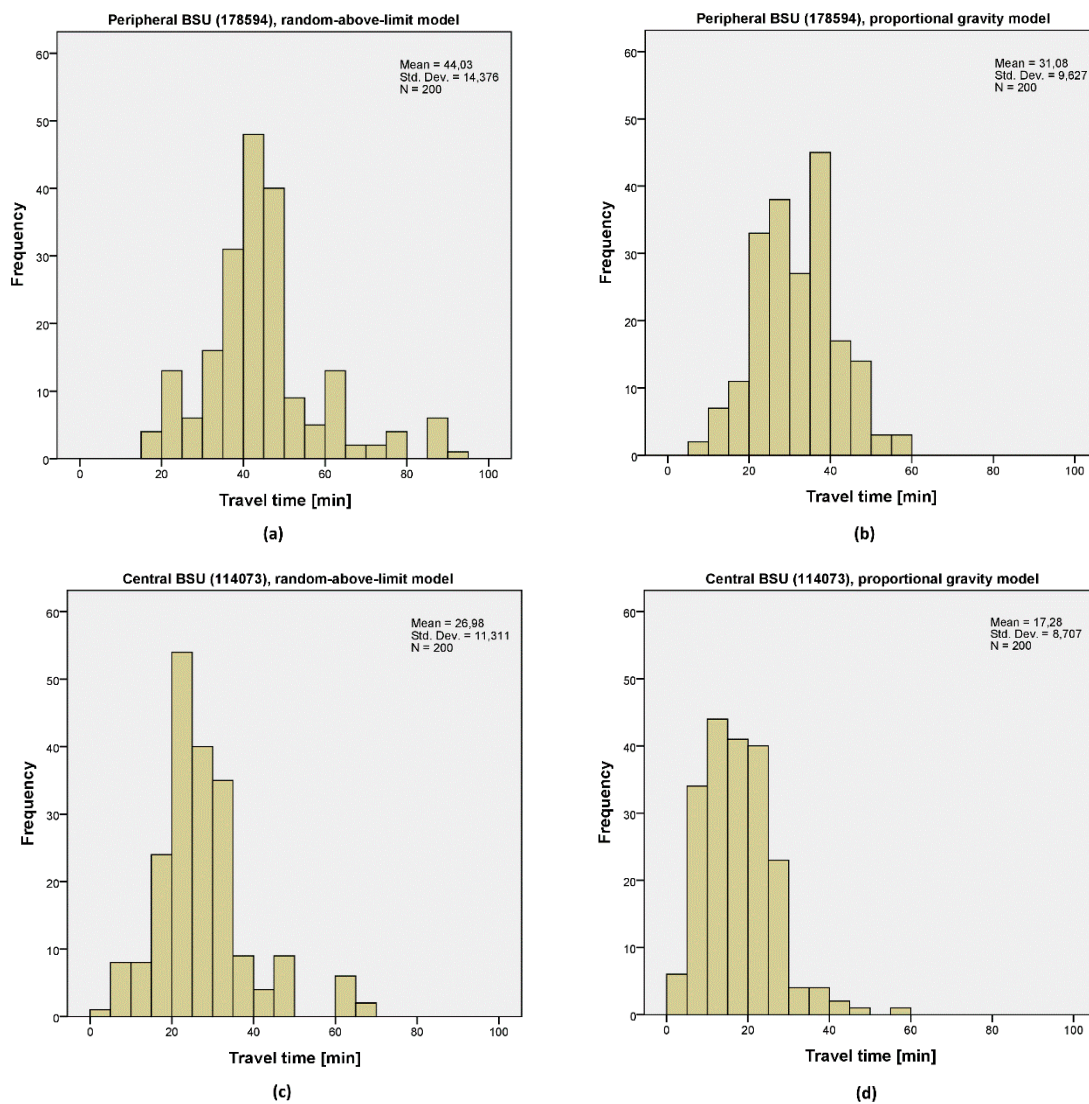 Peripheral BSU (178594), random-above-limit model
Mean = 44,03
Std. Dev. = 14,376
N = 200
60
50
40
30
20
10
0
Frequency
0 20 40 60 80 100
Travel time [min]
(a)
Peripheral BSU (178594), proportional gravity model
Mean = 31,08
Std. Dev. = 9,627
N = 200
60
50
40
30
20
10
0
Frequency
0 20 40 60 80 100
Travel time [min]
(b)
Central BSU (114073), random-above-limit model
Mean = 26,98
Std. Dev. = 11,311
N = 200
60
50
40
30
20
10
0
Frequency
0 20 40 60 80 100
Travel time [min]
(c)
Central BSU (114073), proportional gravity model
Mean = 17,28
Std. Dev. = 8,707
N = 200
60
50
40
30
20
10
0
Frequency
0 20 40 60 80 100
Travel time [min]
(d)